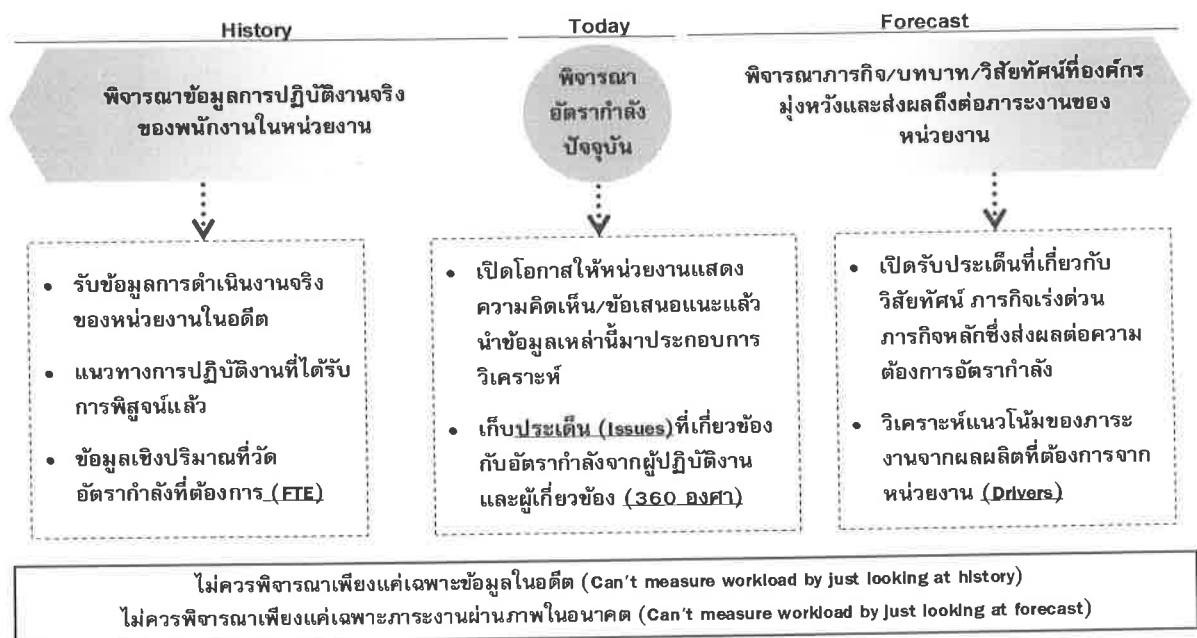 History
Today
Forecast
พิจารณาข้อมูลการปฏิบัติงานจริง
ของพนักงานในหน่วยงาน
พิจารณา
อัตรากำลัง
ปัจจุบัน
พิจารณาภารกิจ/บทบาท/วิสัยทัศน์ที่องค์กร
มุ่งหวังและส่งผลถึงต่อภาระงานของ
หน่วยงาน
• รับข้อมูลการดำเนินงานจริง
ของหน่วยงานในอดีต
• แนวทางการปฏิบัติงานที่ได้รับ
การพิสูจน์แล้ว
• ข้อมูลเชิงปริมาณที่วัด
อัตรากำลังที่ต้องการ (FTE)
• เปิดโอกาสให้หน่วยงานแสดง
ความคิดเห็น/ข้อเสนอแนะแล้ว
นำข้อมูลเหล่านี้มาประกอบการ
วิเคราะห์
• เก็บประเด็น (Issues)ที่เกี่ยวข้อง
กับอัตรากำลังจากผู้ปฏิบัติงาน
และผู้เกี่ยวข้อง (360 องศา)
• เปิดรับประเด็นที่เกี่ยวกับ
วิสัยทัศน์ ภารกิจเร่งด่วน
ภารกิจหลักซึ่งส่งผลต่อความ
ต้องการอัตรากำลัง
• วิเคราะห์แนวโน้มของภาระ
งานจากผลผลิตที่ต้องการจาก
หน่วยงาน (Drivers)
ไม่ควรพิจารณาเพียงแค่เฉพาะข้อมูลในอดีต (Can't measure workload by just looking at history)
ไม่ควรพิจารณาเพียงแค่เฉพาะภาระงานผ่านภาพในอนาคต (Can't measure workload by just looking at forecast)